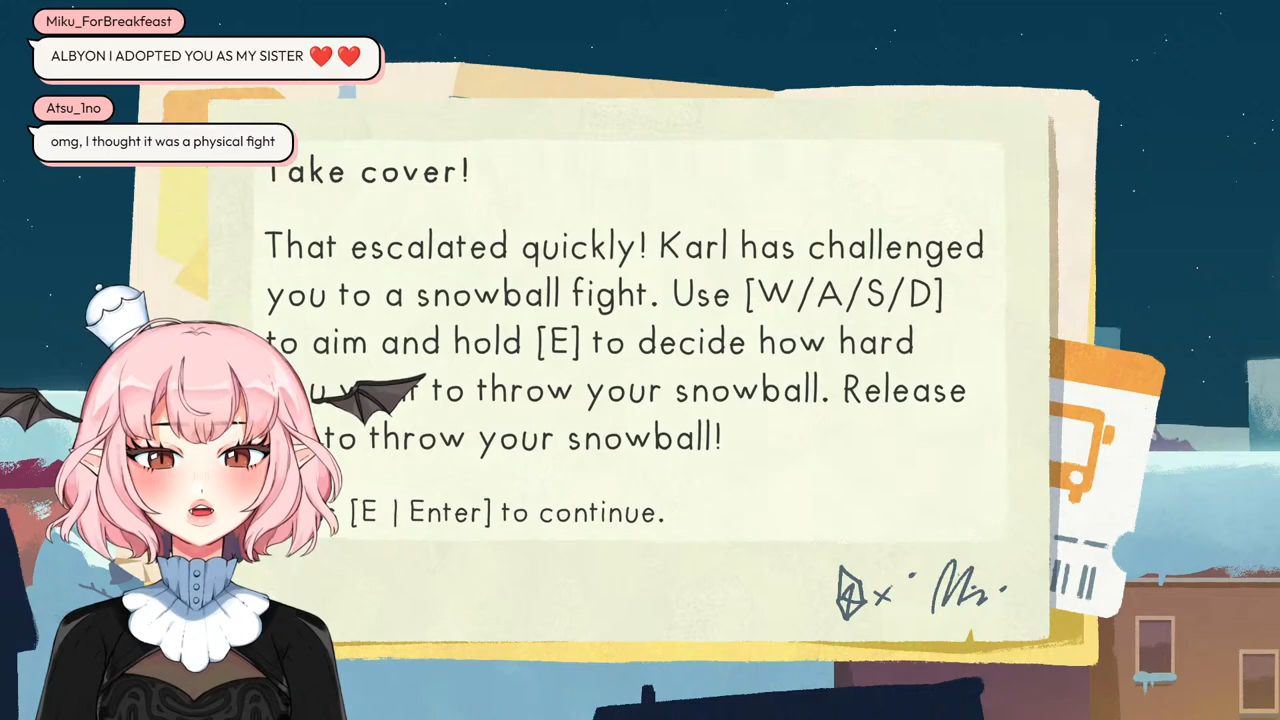 Miku_ForBreakfeast
ALBYON I ADOPTED YOU AS MY SISTER ❤️ ❤️
Atsu_1no
omg, I thought it was a physical fight
Take cover!
That escalated quickly! Karl has challenged
you to a snowball fight. Use [W/A/S/D]
to aim and hold [E] to decide how hard
to throw your snowball. Release
to throw your snowball!
[E | Enter] to continue.